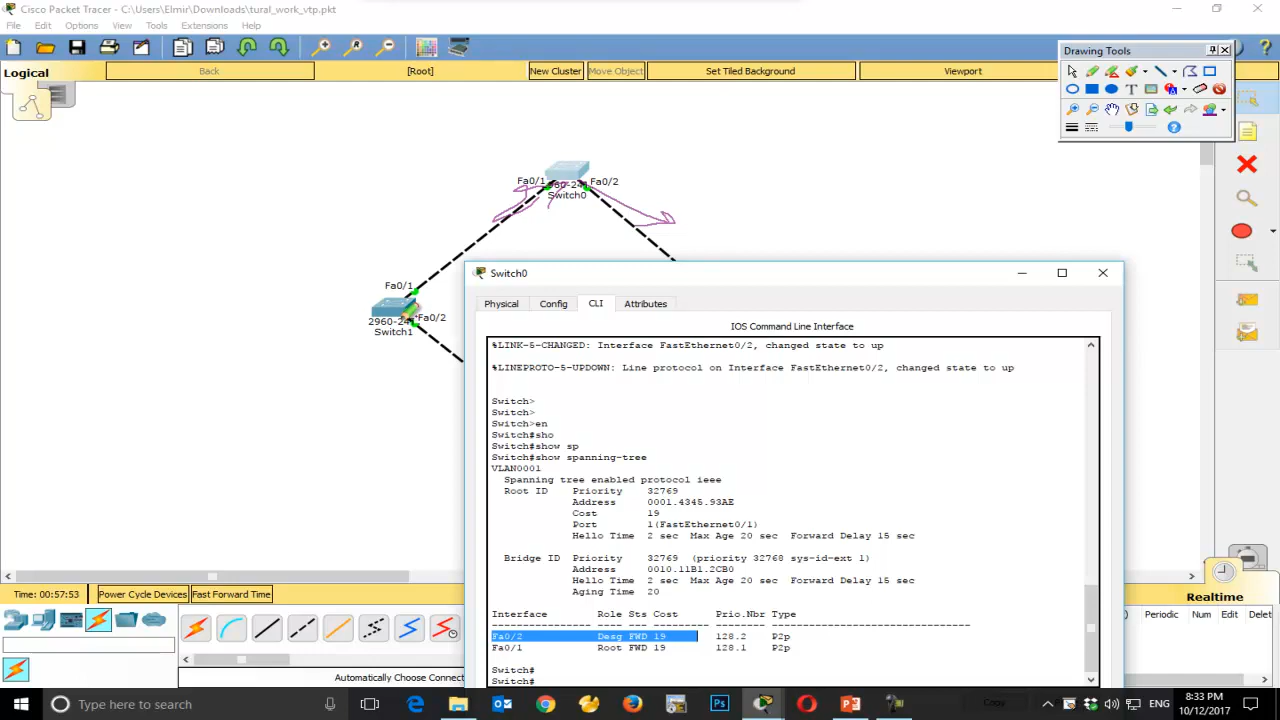 Cisco Packet Tracer - C:\Users\Elmir\Downloads\tural_work_vtp.pkt
File Edit Options View Tools Extensions Help
Logical Back [Root] New Cluster Move Object Set Tiled Background Viewport
Drawing Tools
Fa0/1 Fa0/2
Switch0
Fa0/1
Fa0/2
Switch1
Switch0
Physical Config CLI Attributes
IOS Command Line Interface
%LINK-5-CHANGED: Interface FastEthernet0/2, changed state to up
%LINEPROTO-5-UPDOWN: Line protocol on Interface FastEthernet0/2, changed state to up
Switch>
Switch>
Switch>en
Switch#sho
Switch#show sp
Switch#show spanning-tree
VLAN0001
Spanning tree enabled protocol ieee
Root ID Priority 32769
Address 0001.4345.93AE
Cost 19
Port 1(FastEthernet0/1)
Hello Time 2 sec Max Age 20 sec Forward Delay 15 sec
Bridge ID Priority 32769 (priority 32768 sys-id-ext 1)
Address 0010.11B1.2CB0
Hello Time 2 sec Max Age 20 sec Forward Delay 15 sec
Aging Time 20
Interface Role Sts Cost Prio.Nbr Type
---------------- ---- --- --------- -------- --------------------------------
Fa0/2 Desg FWD 19 128.2 P2p
Fa0/1 Root FWD 19 128.1 P2p
Switch#
Switch#
Time: 00:57:53 Power Cycle Devices Fast Forward Time
Realtime
Periodic Num Edit Delet
Automatically Choose Connect
Copy
Type here to search
ENG
8:33 PM
10/12/2017